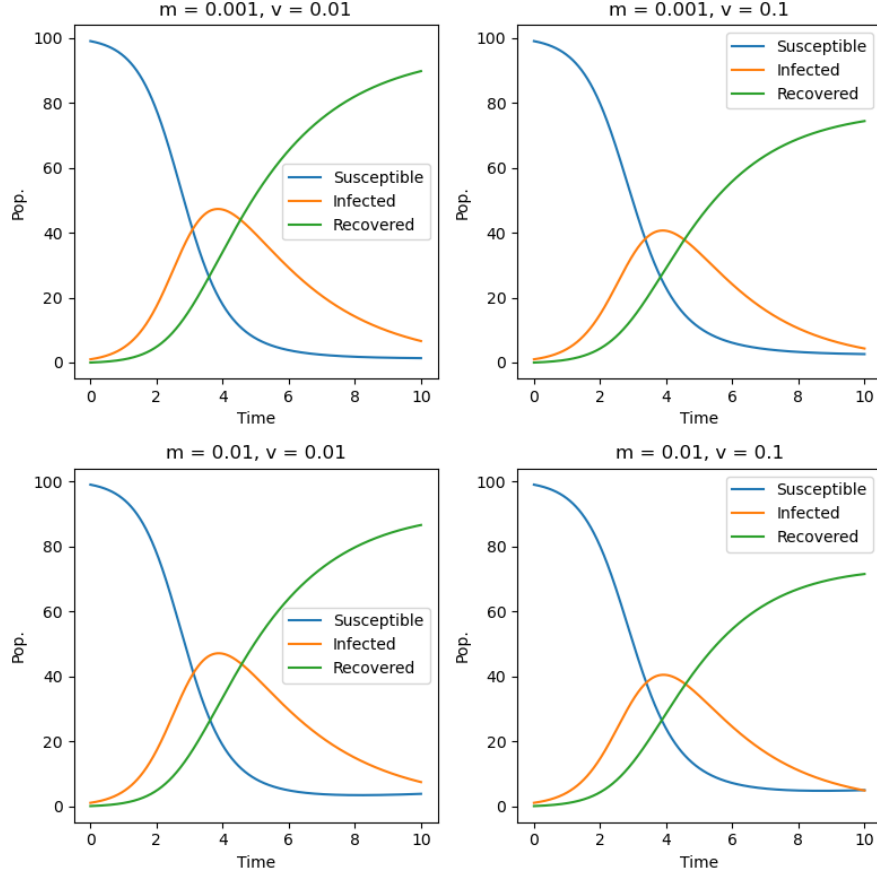 m = 0.001, v = 0.01
100
80
60
40
20
0
Pop.
Susceptible
Infected
Recovered
0 2 4 6 8 10
Time
m = 0.001, v = 0.1
100
80
60
40
20
0
Pop.
Susceptible
Infected
Recovered
0 2 4 6 8 10
Time
m = 0.01, v = 0.01
100
80
60
40
20
0
Pop.
Susceptible
Infected
Recovered
0 2 4 6 8 10
Time
m = 0.01, v = 0.1
100
80
60
40
20
0
Pop.
Susceptible
Infected
Recovered
0 2 4 6 8 10
Time